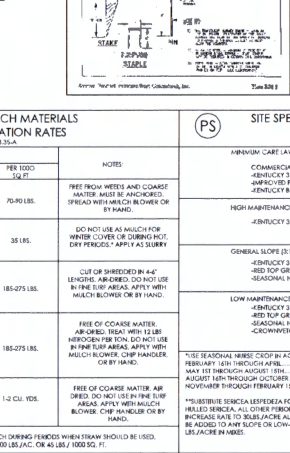 STAKE
STAPLE
CH MATERIALS
ATION RATES
PER 1000
SQ FT
NOTES:
70-90 LBS.
FREE FROM WEEDS AND COARSE
MATTER. MUST BE ANCHORED.
SPREAD WITH MULCH BLOWER OR
BY HAND.
35 LBS.
DO NOT USE AS MULCH FOR
WINTER COVER OR DURING HOT,
DRY PERIODS.* APPLY AS SLURRY
185-275 LBS.
CUT OR SHREDDED IN 4-6"
LENGTHS. AIR-DRIED. DO NOT USE
IN FINE TURF AREAS. APPLY WITH
MULCH BLOWER OR BY HAND.
185-275 LBS.
FREE OF COARSE MATTER.
AIR-DRIED. TREAT WITH 12 LBS
NITROGEN PER TON. DO NOT USE
IN FINE TURF AREAS. APPLY WITH
MULCH BLOWER, CHIP HANDLER,
OR BY HAND.
1-2 CU. YDS.
FREE OF COARSE MATTER. AIR
DRIED. DO NOT USE IN FINE TURF
AREAS. APPLY WITH MULCH
BLOWER, CHIP HANDLER OR BY
HAND.
CH DURING PERIODS WHEN STRAW SHOULD BE USED.
00 LBS./AC. OR 45 LBS./ 1000 SQ. FT.
PS
SITE SPE
MINIMUM CARE LAW
COMMERCIA
-KENTUCKY 3
-IMPROVED P
-KENTUCKY B
HIGH MAINTENANC
-KENTUCKY 3
GENERAL SLOPE (3:
-KENTUCKY 3
-RED TOP GR
-SEASONAL N
LOW MAINTENANC
-KENTUCKY 3
-RED TOP GR
-SEASONAL N
-CROWNVET
*USE SEASONAL NURSE CROP IN AC
FEBRUARY 16TH THROUGH APRIL...
MAY 1ST THROUGH AUGUST 15TH...
AUGUST 16TH THROUGH OCTOBER
NOVEMBER THROUGH FEBRUARY 15
**SUBSTITUTE SERICEA LESPEDEZA FO
HULLED SERICEA, ALL OTHER PERIOD
INCREASE RATE TO 30LBS./ACRE AL
BE ADDED TO ANY SLOPE OR LOW-
LBS./ACRE IN MIXES.